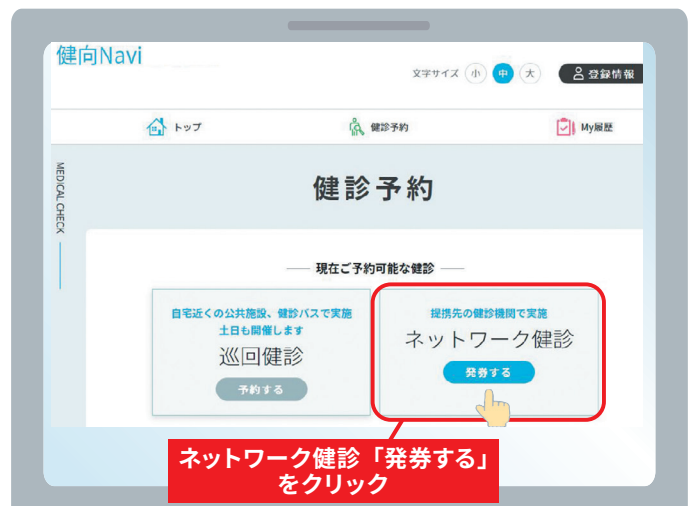 健向Navi
文字サイズ 小 中 大 登録情報
トップ 健診予約 My履歴
MEDICAL CHECK
健診予約
現在ご予約可能な健診
自宅近くの公共施設、健診バスで実施
土日も開催します
巡回健診
予約する
提携先の健診機関で実施
ネットワーク健診
発券する
ネットワーク健診「発券する」
をクリック